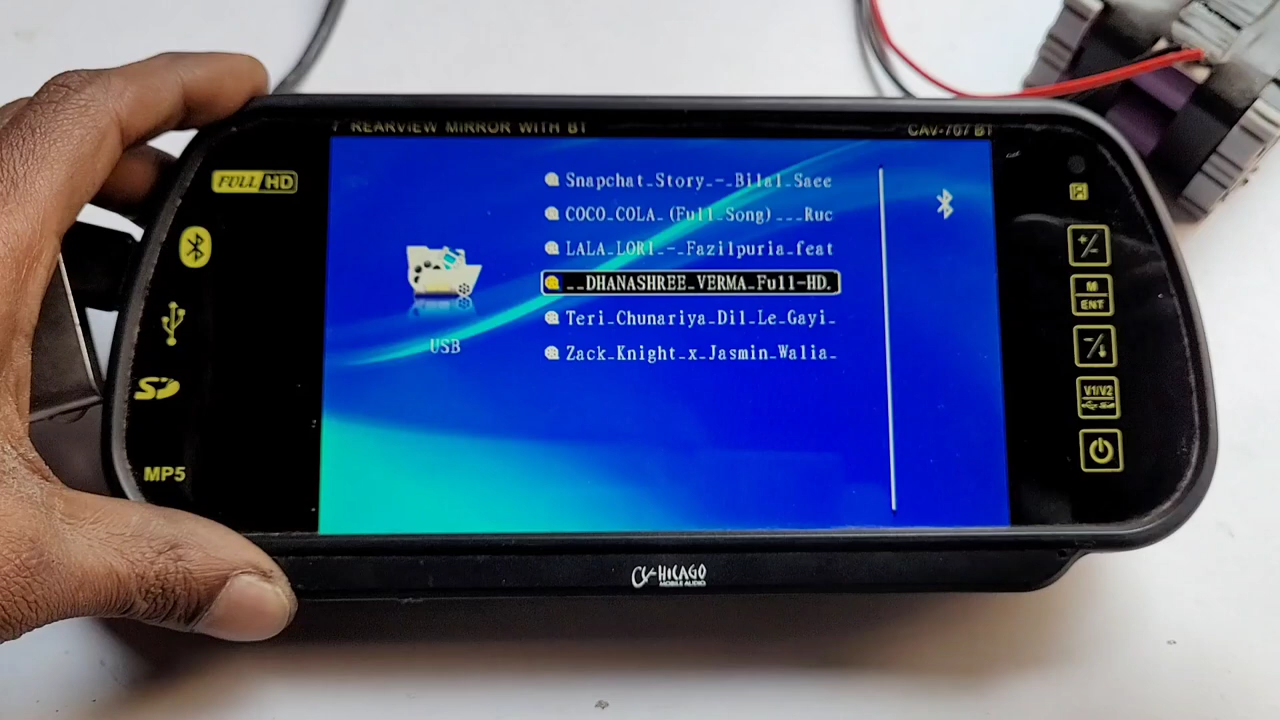 7" REARVIEW MIRROR WITH BT
CAV-707 BT
FULL HD
Snapchat_Story_-_Bilal_Saee
COCO_COLA_(Full_Song)___Ruc
LALA_LORI_-_Fazilpuria_feat
__DHANASHREE_VERMA_Full-HD.
Teri_Chunariya_Dil_Le_Gayi_
Zack_Knight_x_Jasmin_Walia_
USB
SD
MP5
+/-
M
ENT
V1/V2
CHICAGO
MOBILE AUDIO